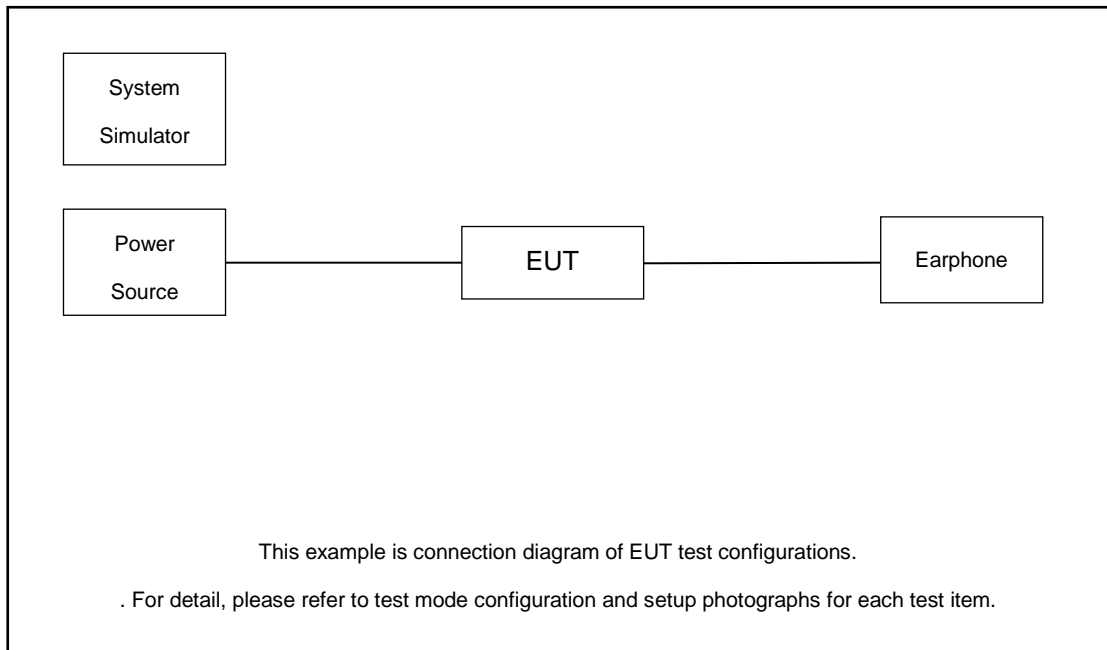 System
Simulator
Power
Source
EUT
Earphone
This example is connection diagram of EUT test configurations.
. For detail, please refer to test mode configuration and setup photographs for each test item.